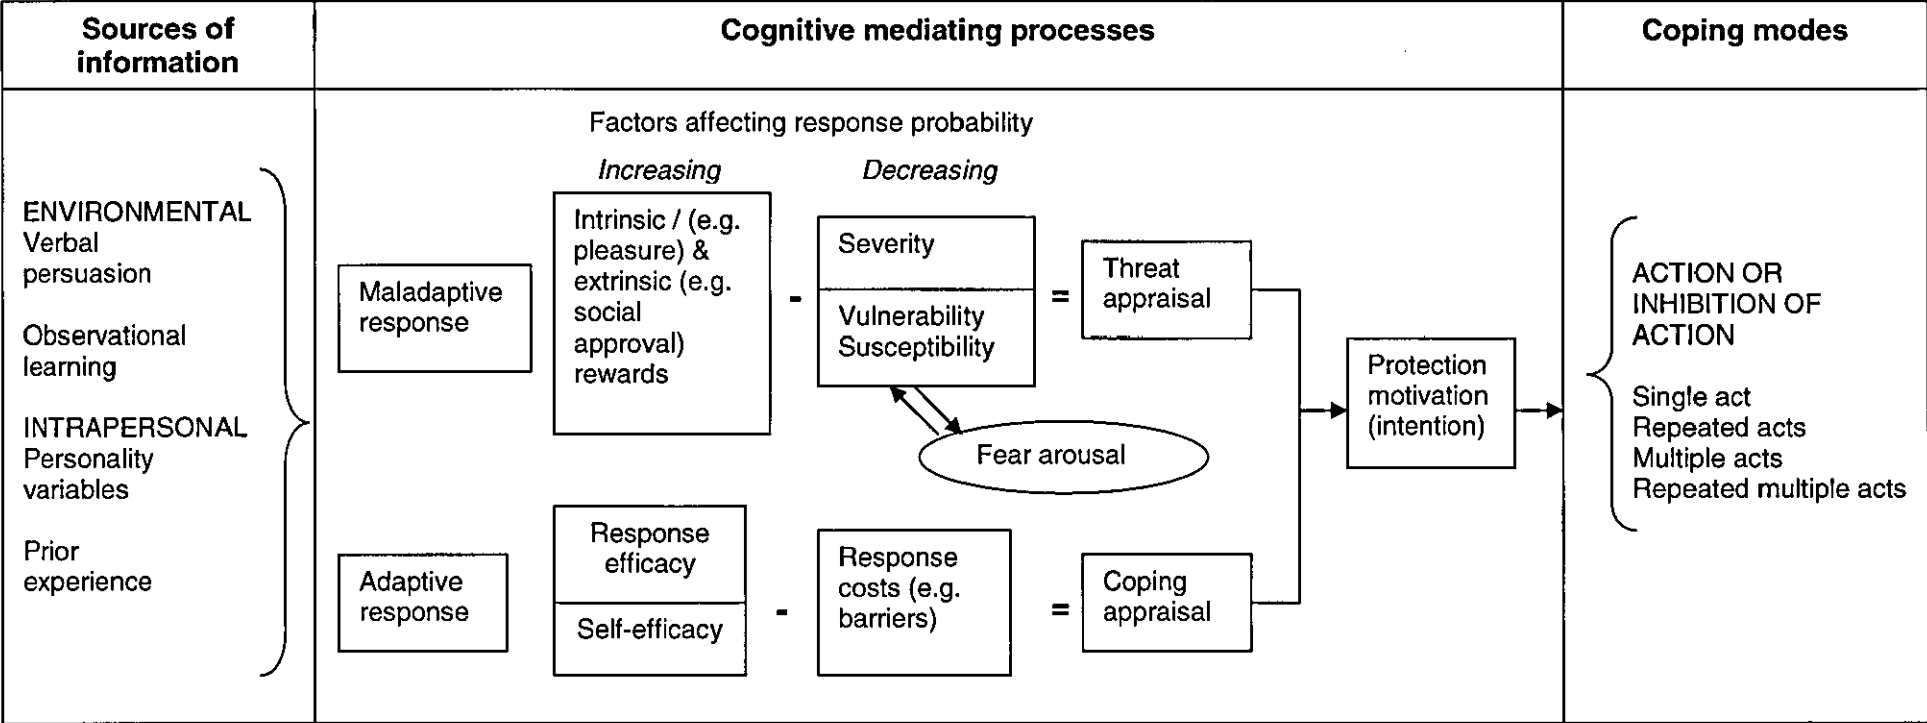 Sources of
information
Cognitive mediating processes
Coping modes
ENVIRONMENTAL
Verbal
persuasion
Observational
learning
INTRAPERSONAL
Personality
variables
Prior
experience
Factors affecting response probability
Increasing
Decreasing
Maladaptive
response
Intrinsic / (e.g.
pleasure) &
extrinsic (e.g.
social
approval)
rewards
-
Severity
Vulnerability
Susceptibility
=
Threat
appraisal
Fear arousal
Adaptive
response
Response
efficacy
Self-efficacy
-
Response
costs (e.g.
barriers)
=
Coping
appraisal
Protection
motivation
(intention)
ACTION OR
INHIBITION OF
ACTION
Single act
Repeated acts
Multiple acts
Repeated multiple acts